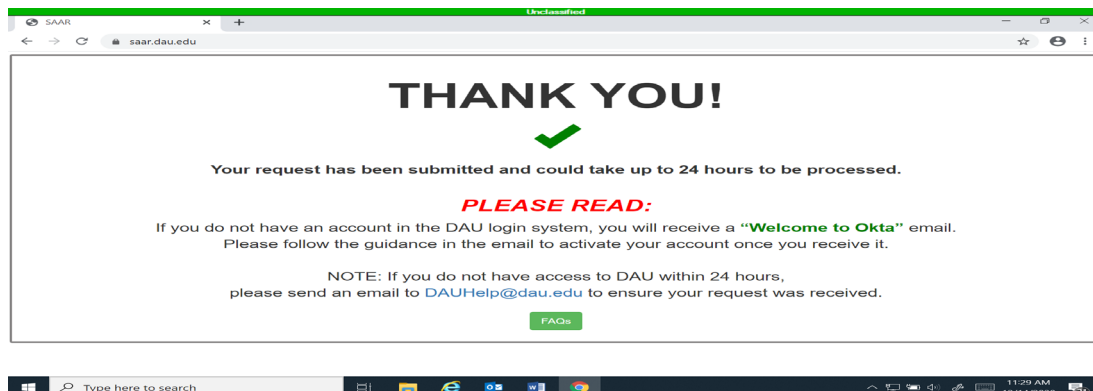 Unclassified
SAAR
saar.dau.edu
THANK YOU!
Your request has been submitted and could take up to 24 hours to be processed.
PLEASE READ:
If you do not have an account in the DAU login system, you will receive a “Welcome to Okta” email.
Please follow the guidance in the email to activate your account once you receive it.
NOTE: If you do not have access to DAU within 24 hours,
please send an email to DAUHelp@dau.edu to ensure your request was received.
FAQs
Type here to search
11:29 AM